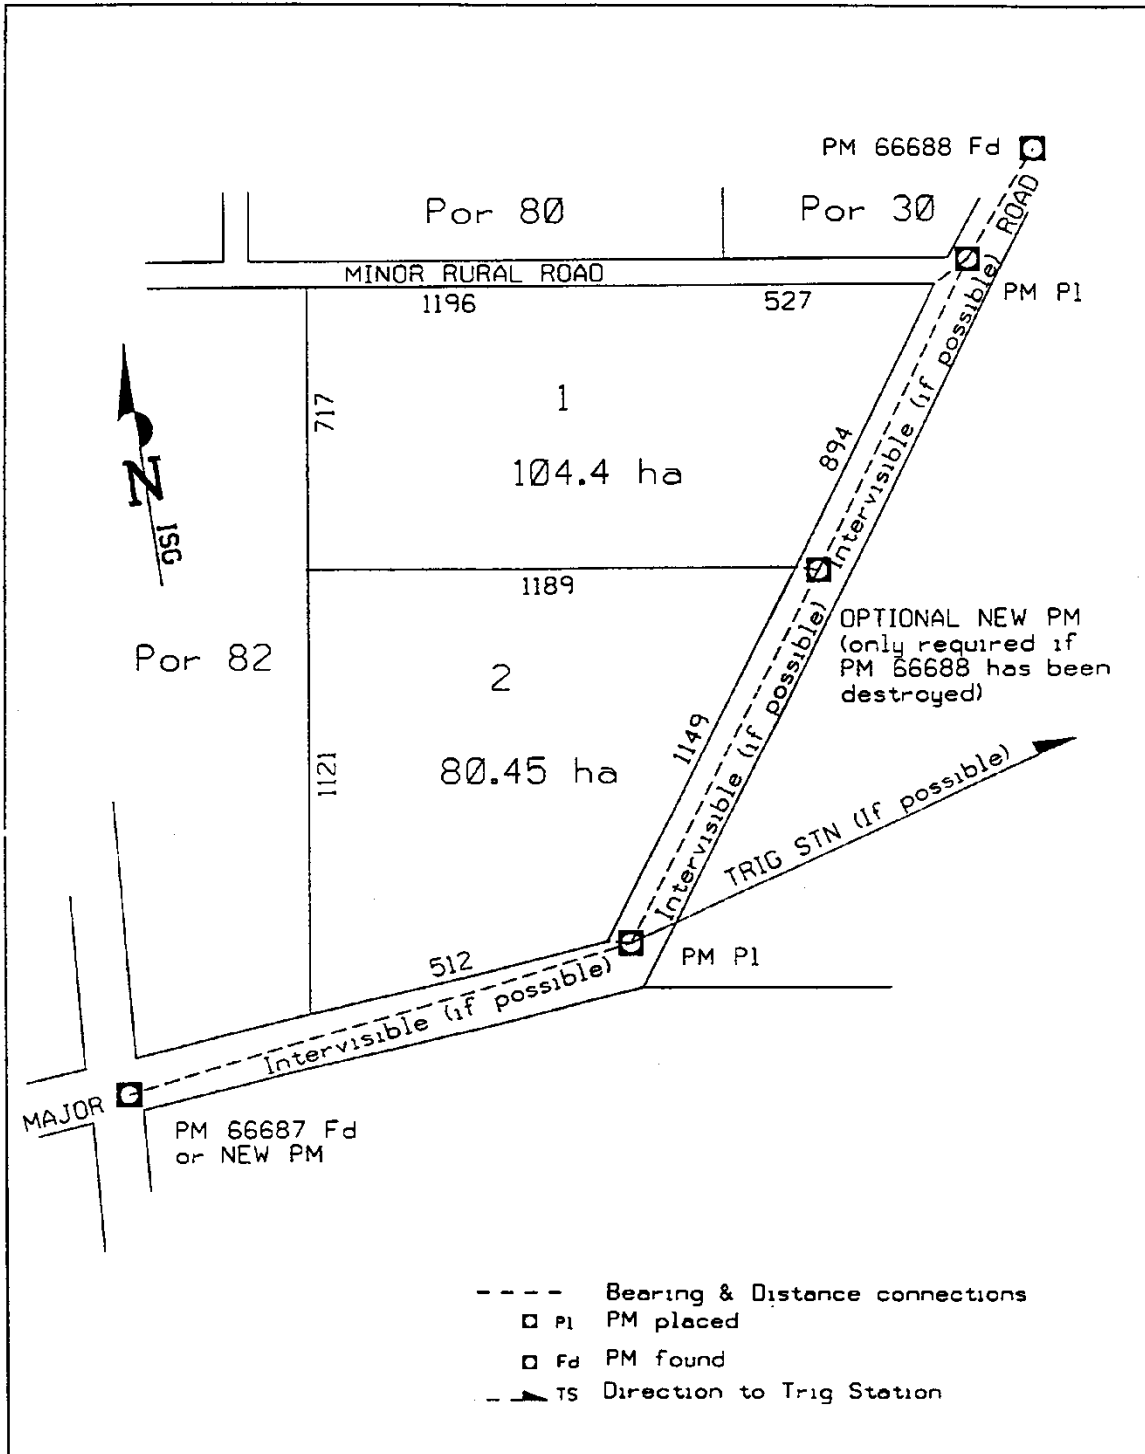 PM 66688 Fd
Por 80
Por 30
ROAD
MINOR RURAL ROAD
PM Pl
1196
527
1
717
104.4 ha
894
Intervisible (if possible)
N
ISG
1189
OPTIONAL NEW PM
(only required if
PM 66688 has been
destroyed)
Por 82
2
1149
Intervisible (if possible)
1121
80.45 ha
TRIG STN (If possible)
PM Pl
512
Intervisible (if possible)
MAJOR
PM 66687 Fd
or NEW PM
Bearing & Distance connections
Pl PM placed
Fd PM found
TS Direction to Trig Station